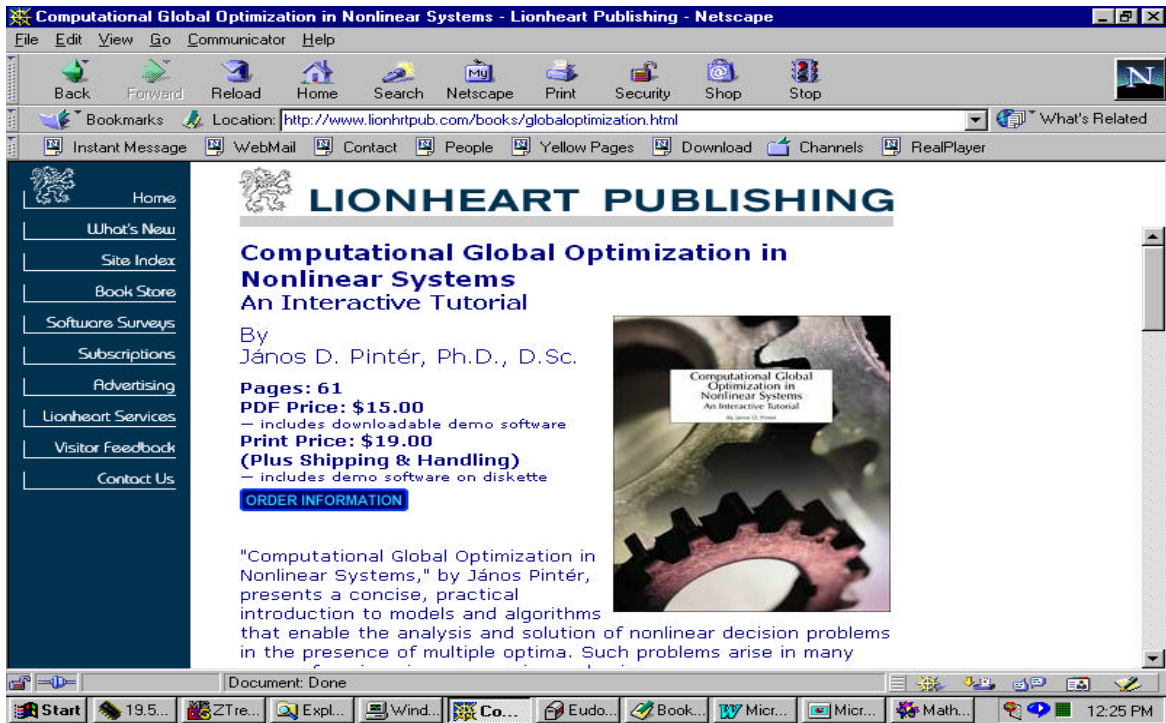 Computational Global Optimization in Nonlinear Systems - Lionheart Publishing - Netscape
File Edit View Go Communicator Help
Back Forward Reload Home Search Netscape Print Security Shop Stop
My
N
Bookmarks Location: http://www.lionhrtpub.com/books/globaloptimization.html What's Related
Instant Message WebMail Contact People Yellow Pages Download Channels RealPlayer
Home
What's New
Site Index
Book Store
Software Surveys
Subscriptions
Advertising
Lionheart Services
Visitor Feedback
Contact Us
LIONHEART PUBLISHING
Computational Global Optimization in
Nonlinear Systems
An Interactive Tutorial
By
János D. Pintér, Ph.D., D.Sc.
Pages: 61
PDF Price: $15.00
— includes downloadable demo software
Print Price: $19.00
(Plus Shipping & Handling)
— includes demo software on diskette
ORDER INFORMATION
Computational Global
Optimization in
Nonlinear Systems
An Interactive Tutorial
By János D. Pintér
"Computational Global Optimization in
Nonlinear Systems," by János Pintér,
presents a concise, practical
introduction to models and algorithms
that enable the analysis and solution of nonlinear decision problems
in the presence of multiple optima. Such problems arise in many
Document: Done
Start 19.5... ZTre... Expl... Wind... Co... Eudo... Book... Micr... Micr... Math... 12:25 PM